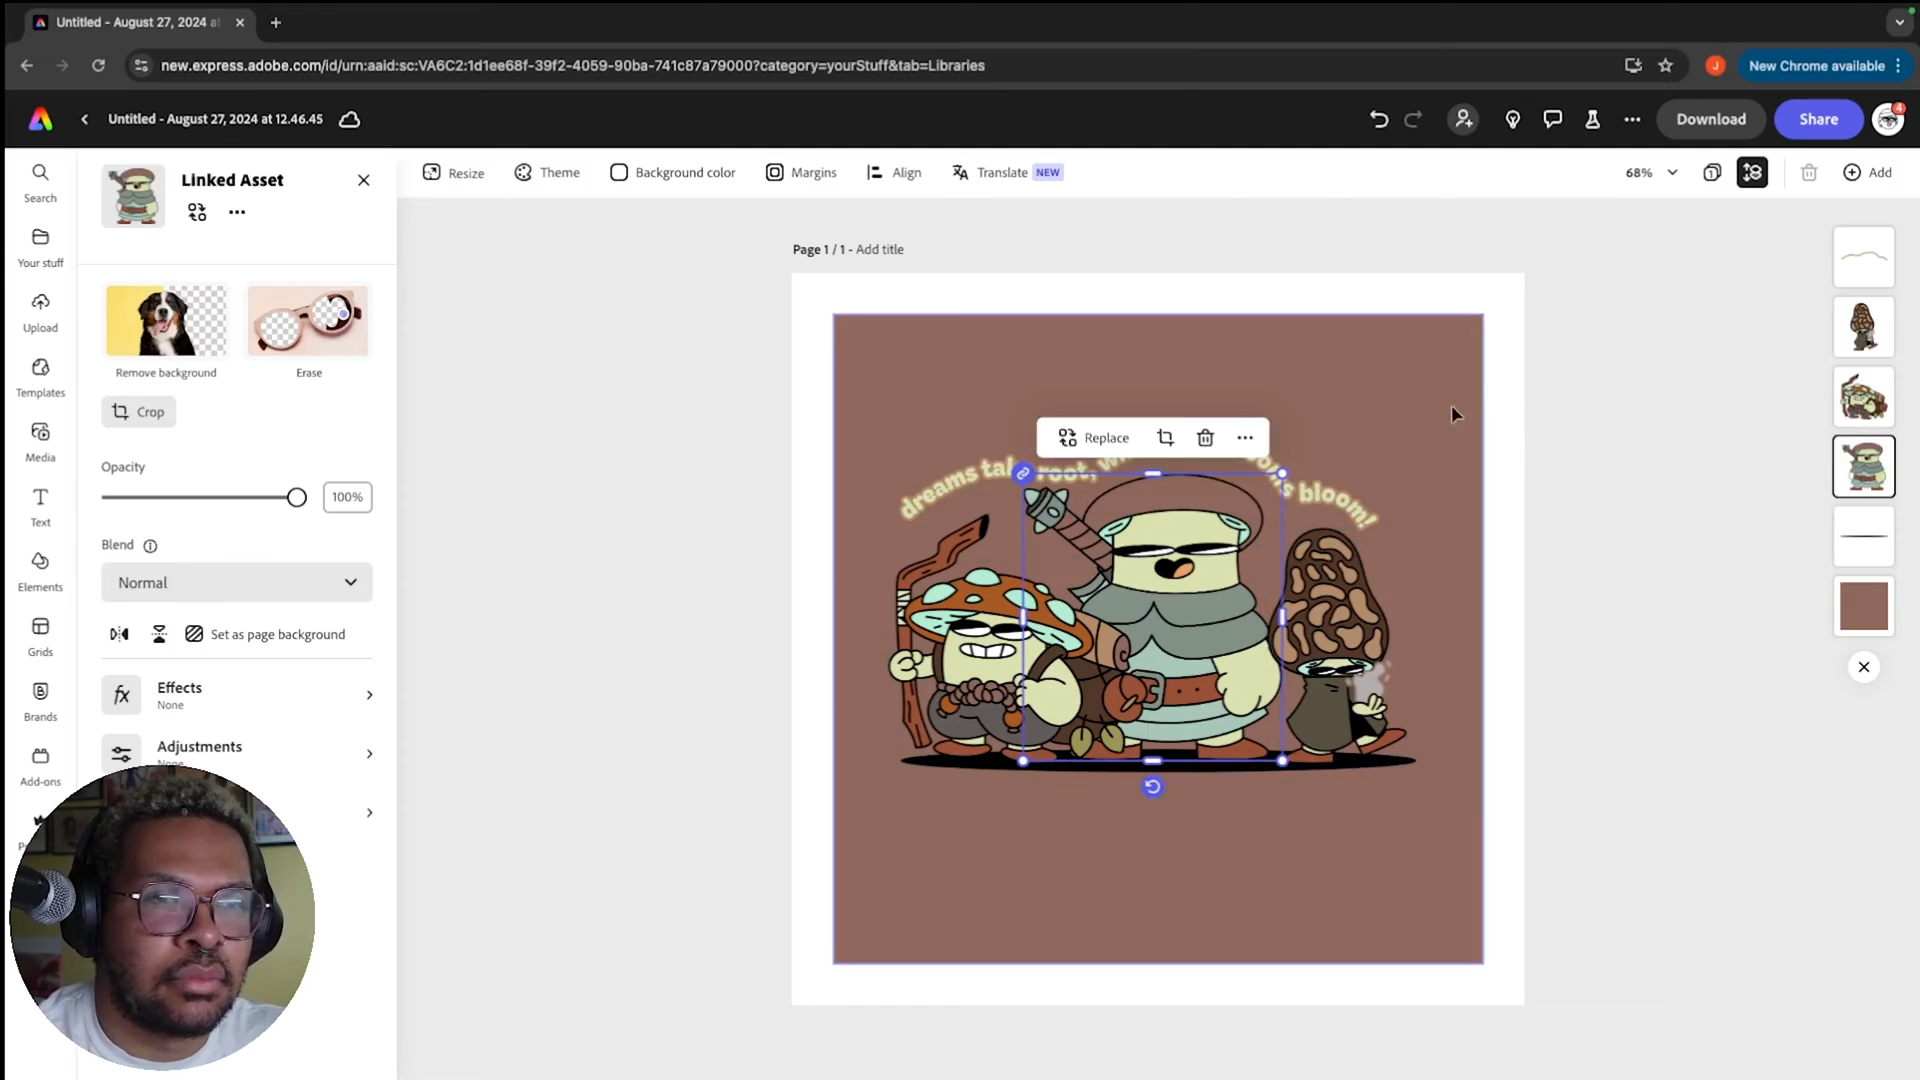 Untitled - August 27, 2024 at
new.express.adobe.com/id/urn:aaid:sc:VA6C2:1d1ee68f-39f2-4059-90ba-741c87a79000?category=yourStuff&tab=Libraries
J
New Chrome available
Untitled - August 27, 2024 at 12.46.45
Download
Share
4
Search
Your stuff
Upload
Templates
Media
Text
Elements
Grids
Brands
Add-ons
Linked Asset
Remove background
Erase
Crop
Opacity
100%
Blend
Normal
Set as page background
Effects
None
Adjustments
None
Resize
Theme
Background color
Margins
Align
Translate NEW
68%
Add
Page 1 / 1 - Add title
Replace
dreams tak root, w
bloom!